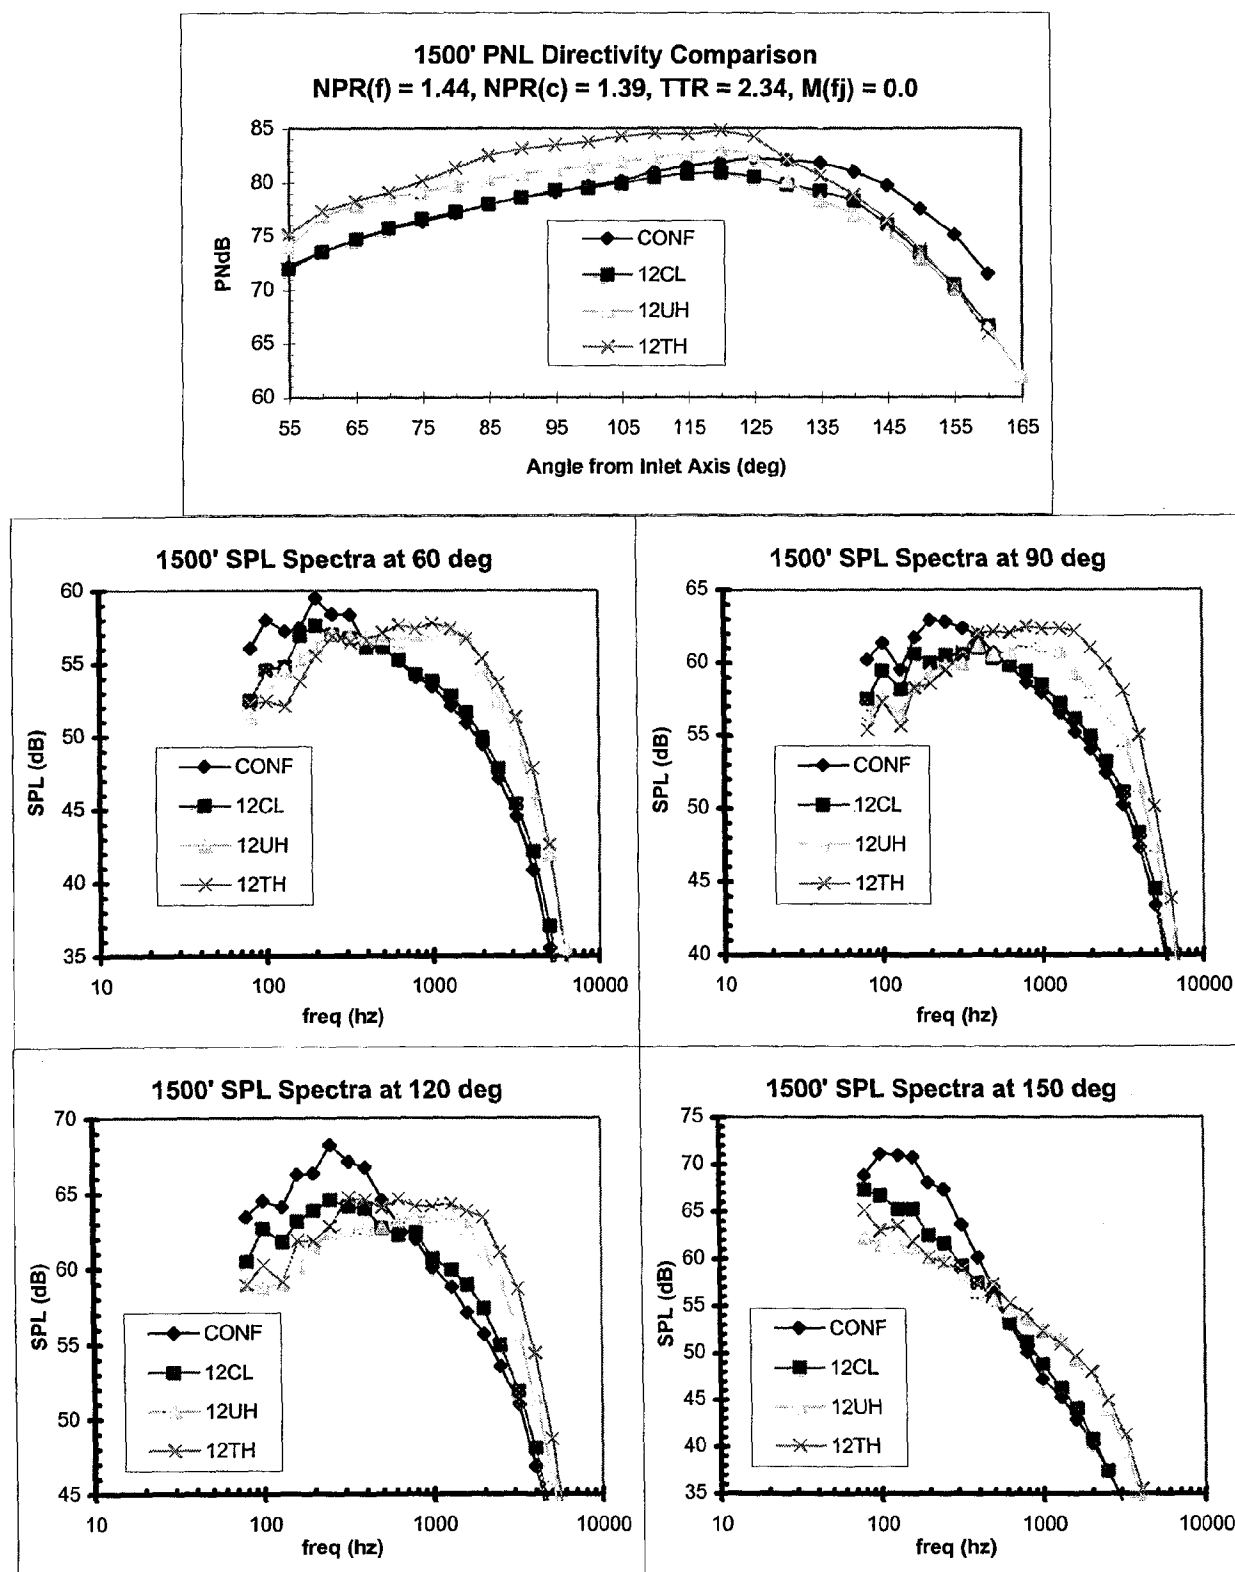 1500' PNL Directivity Comparison
NPR(f) = 1.44, NPR(c) = 1.39, TTR = 2.34, M(fj) = 0.0
85
80
75
70
65
60
PNdB
CONF
12CL
12UH
12TH
55 65 75 85 95 105 115 125 135 145 155 165
Angle from Inlet Axis (deg)
1500' SPL Spectra at 60 deg
60
55
50
45
40
35
SPL (dB)
CONF
12CL
12UH
12TH
10 100 1000 10000
freq (hz)
1500' SPL Spectra at 90 deg
65
60
55
50
45
40
SPL (dB)
CONF
12CL
12UH
12TH
10 100 1000 10000
freq (hz)
1500' SPL Spectra at 120 deg
70
65
60
55
50
45
SPL (dB)
CONF
12CL
12UH
12TH
10 100 1000 10000
freq (hz)
1500' SPL Spectra at 150 deg
75
70
65
60
55
50
45
40
35
SPL (dB)
CONF
12CL
12UH
12TH
10 100 1000 10000
freq (hz)